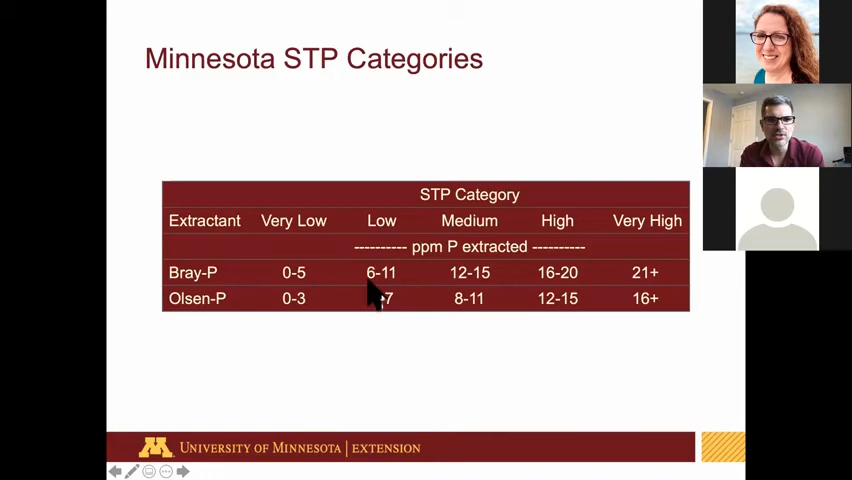 Minnesota STP Categories
STP Category
Extractant Very Low Low Medium High Very High
---------- ppm P extracted ----------
Bray-P 0-5 6-11 12-15 16-20 21+
Olsen-P 0-3 7 8-11 12-15 16+
UNIVERSITY OF MINNESOTA | EXTENSION